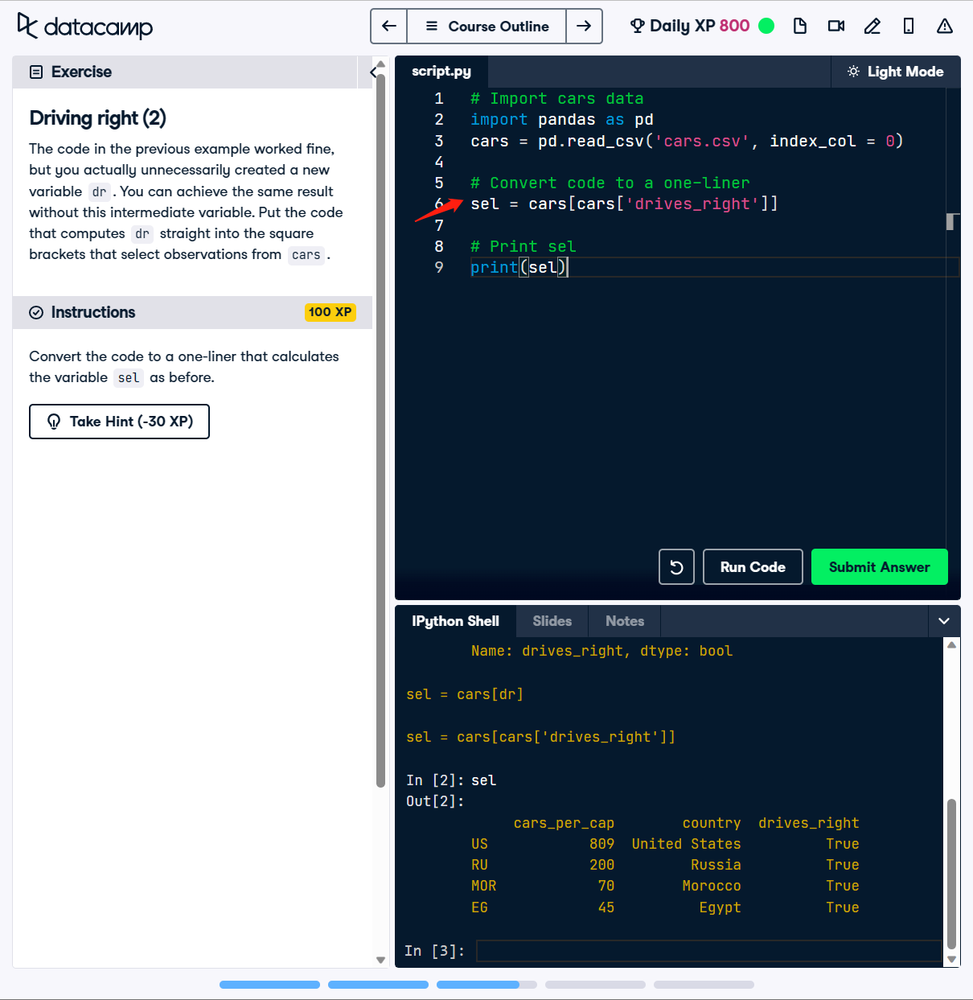 datacamp
Course Outline
Daily XP 800
Exercise
Driving right (2)
The code in the previous example worked fine,
but you actually unnecessarily created a new
variable dr . You can achieve the same result
without this intermediate variable. Put the code
that computes dr straight into the square
brackets that select observations from cars .
Instructions
100 XP
Convert the code to a one-liner that calculates
the variable sel as before.
Take Hint (-30 XP)
script.py
Light Mode
1 # Import cars data
2 import pandas as pd
3 cars = pd.read_csv('cars.csv', index_col = 0)
4
5 # Convert code to a one-liner
6 sel = cars[cars['drives_right']]
7
8 # Print sel
9 print(sel)
Run Code
Submit Answer
IPython Shell
Slides
Notes
Name: drives_right, dtype: bool
sel = cars[dr]
sel = cars[cars['drives_right']]
In [2]: sel
Out[2]:
cars_per_cap country drives_right
US 809 United States True
RU 200 Russia True
MOR 70 Morocco True
EG 45 Egypt True
In [3]: